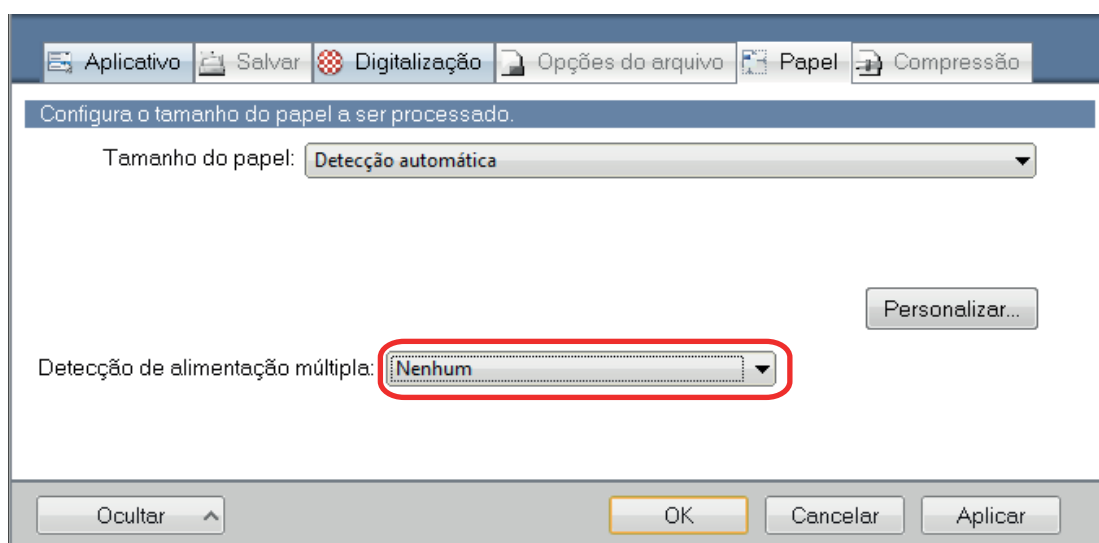 Aplicativo Salvar Digitalização Opções do arquivo Papel Compressão
Configura o tamanho do papel a ser processado.
Tamanho do papel: Detecção automática
Personalizar...
Detecção de alimentação múltipla: Nenhum
Ocultar OK Cancelar Aplicar